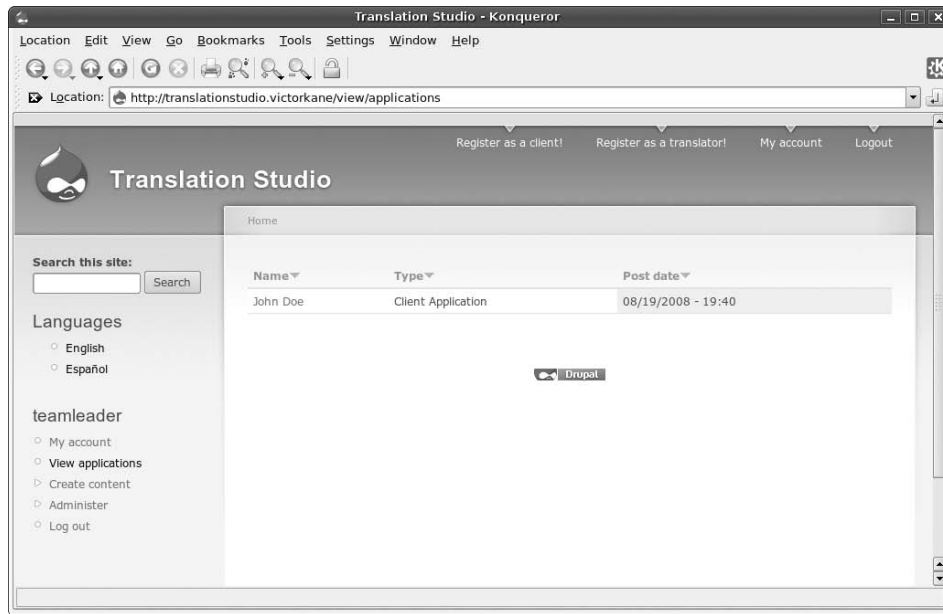 Translation Studio - Konqueror
Location Edit View Go Bookmarks Tools Settings Window Help
Location: http://translationstudio.victorkane/view/applications
Register as a client! Register as a translator! My account Logout
Translation Studio
Home
Search this site:
Search
Name Type Post date
John Doe Client Application 08/19/2008 - 19:40
Languages
English
Español
Drupal
teamleader
My account
View applications
Create content
Administer
Log out